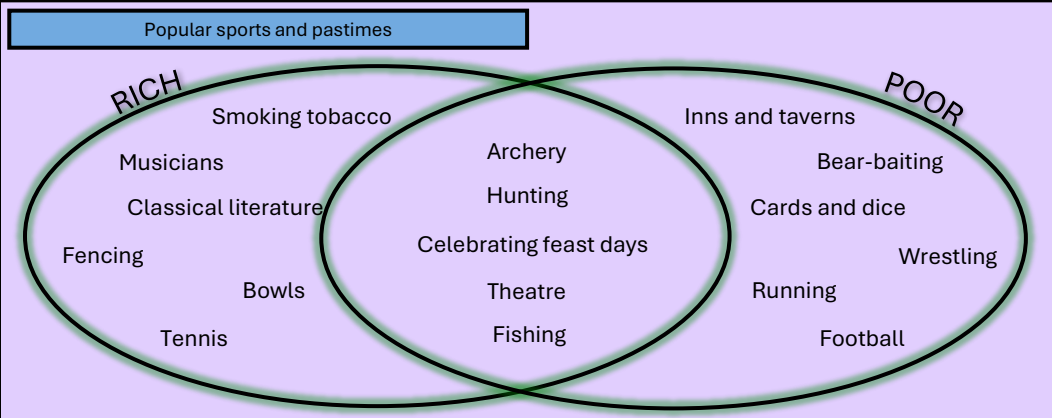 Popular sports and pastimes
RICH
Smoking tobacco
Musicians
Classical literature
Fencing
Bowls
Tennis
Archery
Hunting
Celebrating feast days
Theatre
Fishing
POOR
Inns and taverns
Bear-baiting
Cards and dice
Wrestling
Running
Football